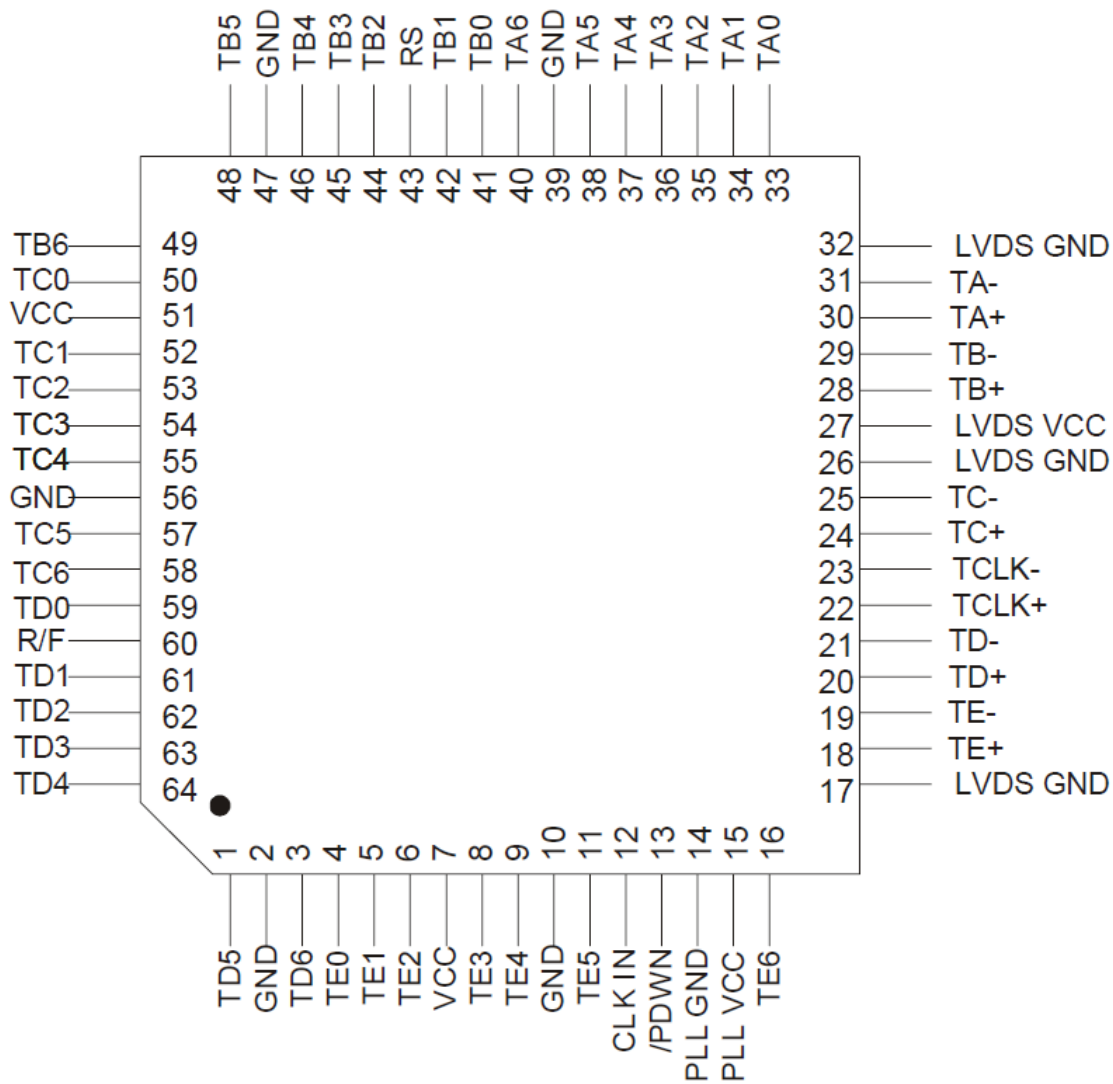 TB5 GND TB4 TB3 TB2 RS TB1 TB0 TA6 GND TA5 TA4 TA3 TA2 TA1 TA0
48 47 46 45 44 43 42 41 40 39 38 37 36 35 34 33
TB6 49 32 LVDS GND
TC0 50 31 TA-
VCC 51 30 TA+
TC1 52 29 TB-
TC2 53 28 TB+
TC3 54 27 LVDS VCC
TC4 55 26 LVDS GND
GND 56 25 TC-
TC5 57 24 TC+
TC6 58 23 TCLK-
TD0 59 22 TCLK+
R/F 60 21 TD-
TD1 61 20 TD+
TD2 62 19 TE-
TD3 63 18 TE+
TD4 64 17 LVDS GND
1 2 3 4 5 6 7 8 9 10 11 12 13 14 15 16
TD5 GND TD6 TE0 TE1 TE2 VCC TE3 TE4 GND TE5 CLKIN /PDWN PLL GND PLL VCC TE6